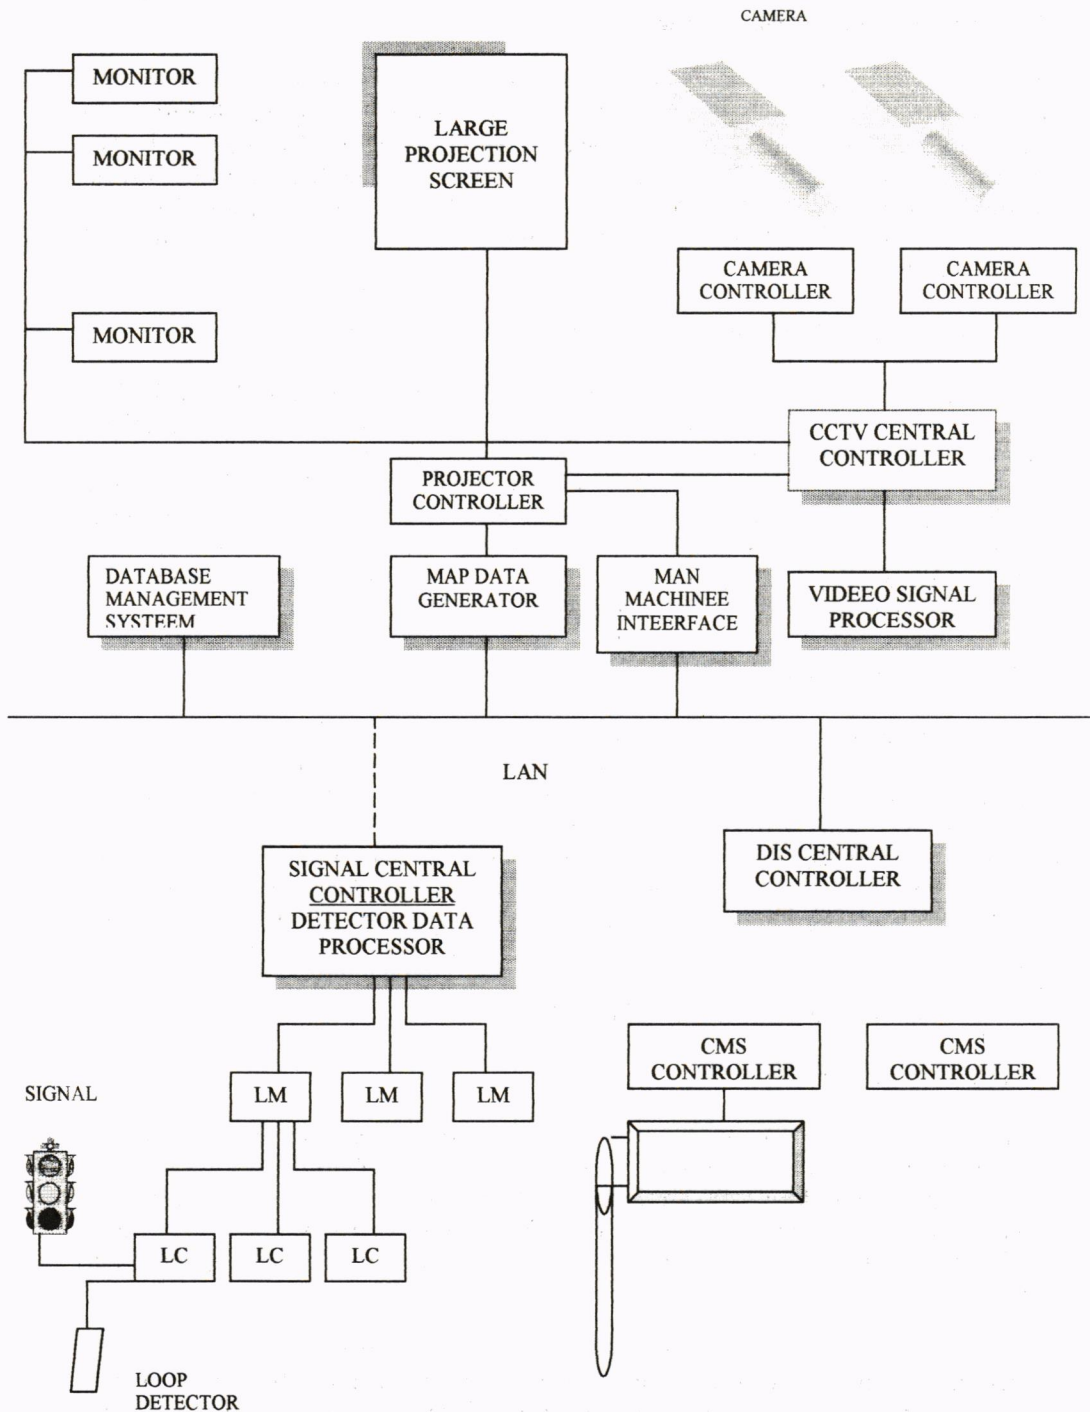 CAMERA
MONITOR
MONITOR
MONITOR
LARGE
PROJECTION
SCREEN
CAMERA
CONTROLLER
CAMERA
CONTROLLER
CCTV CENTRAL
CONTROLLER
PROJECTOR
CONTROLLER
DATABASE
MANAGEMENT
SYSTEEM
MAP DATA
GENERATOR
MAN
MACHINEE
INTEERFACE
VIDEEO SIGNAL
PROCESSOR
LAN
SIGNAL CENTRAL
CONTROLLER
DETECTOR DATA
PROCESSOR
DIS CENTRAL
CONTROLLER
CMS
CONTROLLER
CMS
CONTROLLER
LM
LM
LM
SIGNAL
LC
LC
LC
LOOP
DETECTOR